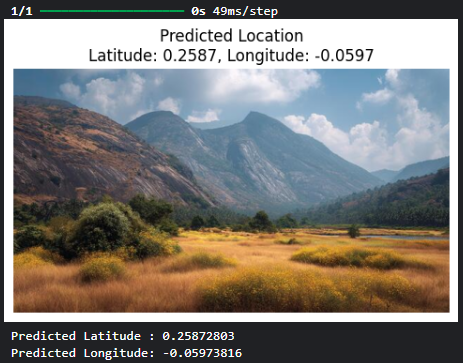 1/1 ━━━━━━━━━━━━━━━━━━━━ 0s 49ms/step
Predicted Location
Latitude: 0.2587, Longitude: -0.0597
Predicted Latitude : 0.25872803
Predicted Longitude: -0.05973816